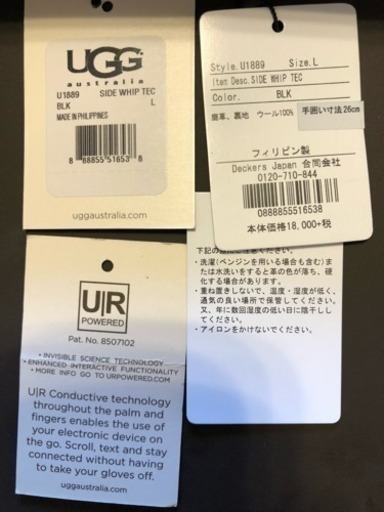 UGG
australia
U1889 SIDE WHIP TEC
BLK L
MADE IN PHILIPPINES
8 88855 51653 8
uggaustralia.com
Style. U1889 Size. L
Item Desc. SIDE WHIP TEC
Color. BLK
裏地 ウール100%
手囲い寸法26cm
フィリピン製
Deckers Japan 合同会社
0120-710-844
0888855516538
本体価格18,000+税
・洗濯(ベンジンを用いる場合も含む)ま
たは水洗いをすると革の色が落ち、硬
化する場合があります。
・重ね置きしないで、温度・湿度が低く、
通気の良い場所で保管してください。
又、年に数回湿度の低い日に陰干しし
てください。
・アイロンをかけないでください。
U|R
POWERED
Pat. No. 8507102
• INVISIBLE SCIENCE TECHNOLOGY •
• ENHANCED INTERACTIVE FUNCTIONALITY
• MORE INFO GO TO URPOWERED.COM
U|R Conductive technology
throughout the palm and
fingers enables the use of
your electronic device on
the go. Scroll, text and stay
connected without having
to take your gloves off.
uggaustralia.com